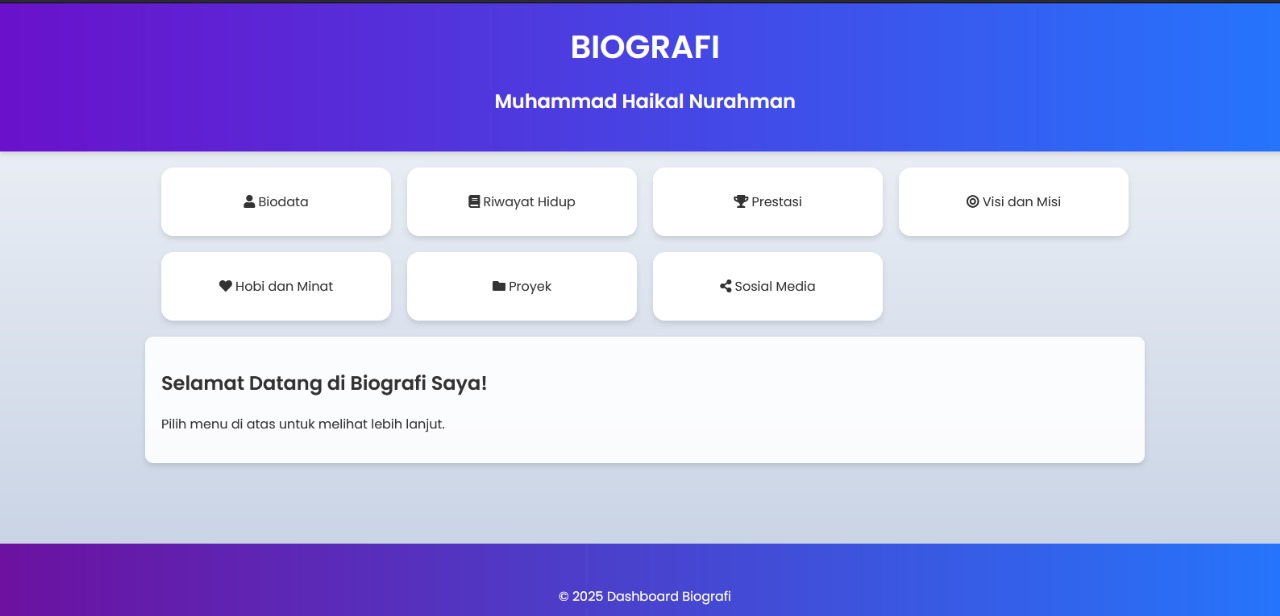 BIOGRAFI
Muhammad Haikal Nurahman
Biodata
Riwayat Hidup
Prestasi
Visi dan Misi
Hobi dan Minat
Proyek
Sosial Media
Selamat Datang di Biografi Saya!
Pilih menu di atas untuk melihat lebih lanjut.
© 2025 Dashboard Biografi